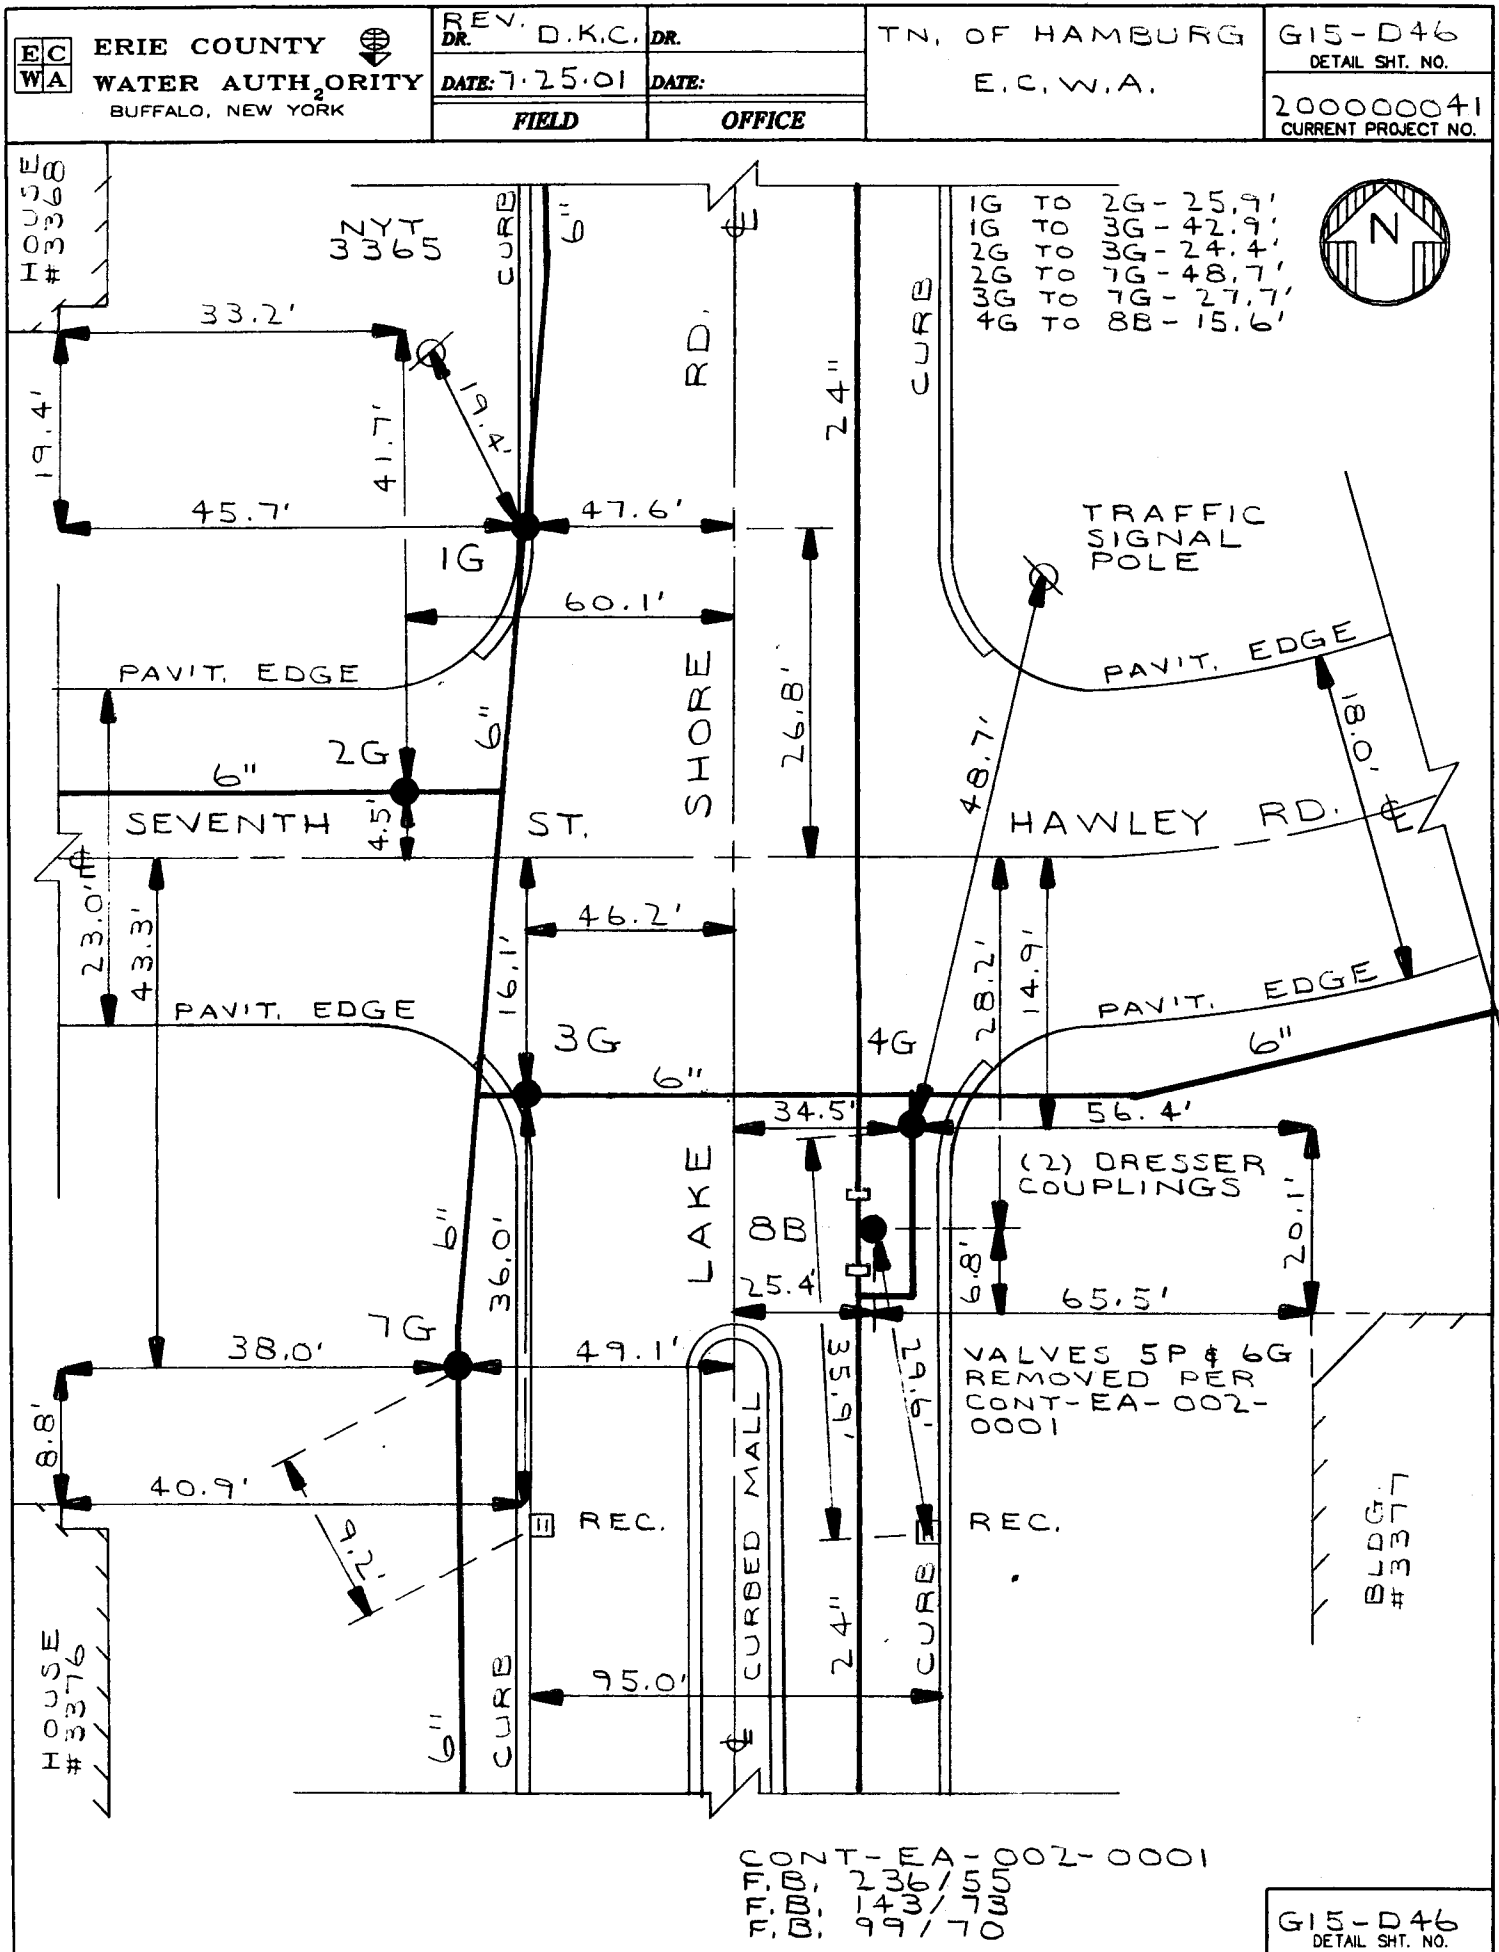 EC
WA
ERIE COUNTY
WATER AUTH2ORITY
BUFFALO, NEW YORK
REV.
DR. D.K.C.
DATE: 7.25.01
FIELD
DR.
DATE:
OFFICE
TN. OF HAMBURG
E.C.W.A.
G15-D46
DETAIL SHT. NO.
200000041
CURRENT PROJECT NO.
HOUSE
#3368
NYT
3365
CURB
6"
℄
RD.
24"
CURB
1G TO 2G-25.9'
1G TO 3G-42.9'
2G TO 3G-24.4'
2G TO 7G-48.7'
3G TO 7G-27.7'
4G TO 8B-15.6'
N
33.2'
19.4'
41.7'
19.4'
45.7'
47.6'
1G
TRAFFIC
SIGNAL
POLE
60.1'
PAV'T. EDGE
SHORE
26.8'
48.7'
PAV'T. EDGE
18.0'
2G
6"
6"
SEVENTH ST.
4.5'
HAWLEY RD. ℄
℄
23.0'
43.3'
46.2'
16.1'
28.2'
14.9'
PAV'T. EDGE
PAV'T. EDGE
3G
4G
6"
6"
34.5'
56.4'
(2) DRESSER
COUPLINGS
LAKE
8B
20.1'
6"
36.0'
25.4'
6.8'
65.5'
7G
38.0'
49.1'
35.9'
29.9'
VALVES 5P & 6G
REMOVED PER
CONT-EA-002-
0001
8.8'
40.9'
9.2'
REC.
REC.
CURBED MALL
BLDG.
#3377
HOUSE
#3376
6"
CURB
95.0'
24"
CURB
℄
CONT-EA-002-0001
F.B. 236/55
F.B. 143/73
F.B. 99/70
G15-D46
DETAIL SHT. NO.